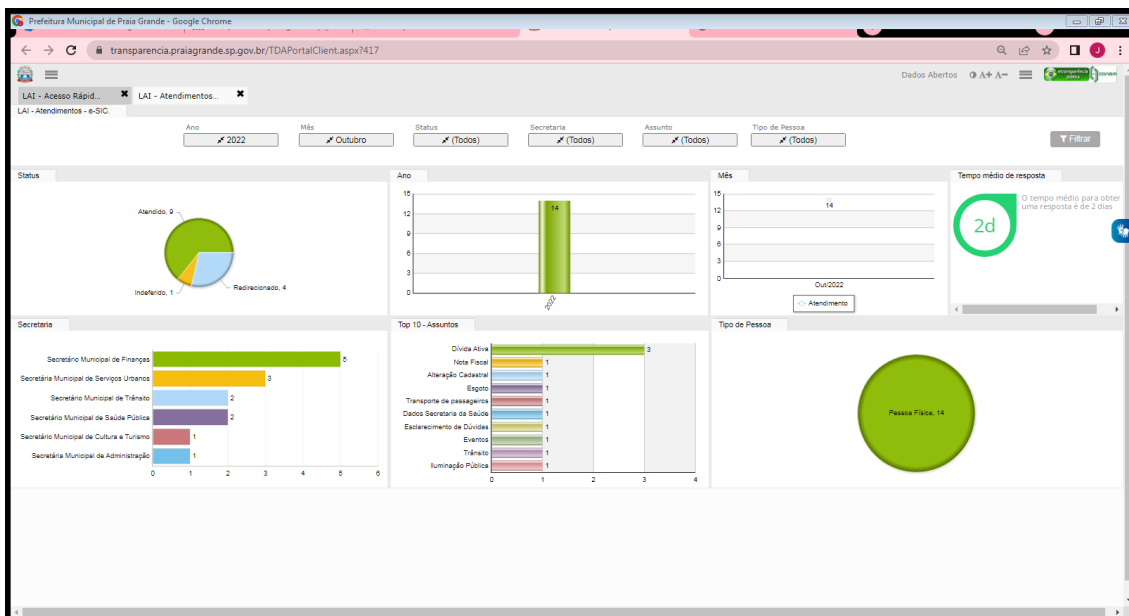 Prefeitura Municipal de Praia Grande - Google Chrome
transparencia.praiagrande.sp.gov.br/TDAPortalClient.aspx?417
J
Dados Abertos A+ A-
etransparência pública conam
LAI - Acesso Rápid... ✖ LAI - Atendimentos... ✖
LAI - Atendimentos - e-SIC.
Ano Mês Status Secretaria Assunto Tipo de Pessoa
2022 Outubro (Todos) (Todos) (Todos) (Todos) Filtrar
Status
Atendido, 9
Indeferido, 1
Redirecionado, 4
Ano
15
12
9
6
3
0
14
2022
Mês
15
12
9
6
3
0
14
Out/2022
Atendimento
Tempo médio de resposta
2d
O tempo médio para obter
uma resposta é de 2 dias
Secretaria
Secretário Municipal de Finanças 5
Secretária Municipal de Serviços Urbanos 3
Secretário Municipal de Trânsito 2
Secretário Municipal de Saúde Pública 2
Secretário Municipal de Cultura e Turismo 1
Secretária Municipal de Administração 1
0 1 2 3 4 5 6
Top 10 - Assuntos
Dívida Ativa 3
Nota Fiscal 1
Alteração Cadastral 1
Esgoto 1
Transporte de passageiros 1
Dados Secretaria da Saúde 1
Esclarecimento de Dúvidas 1
Eventos 1
Trânsito 1
Iluminação Pública 1
0 1 2 3 4
Tipo de Pessoa
Pessoa Física, 14